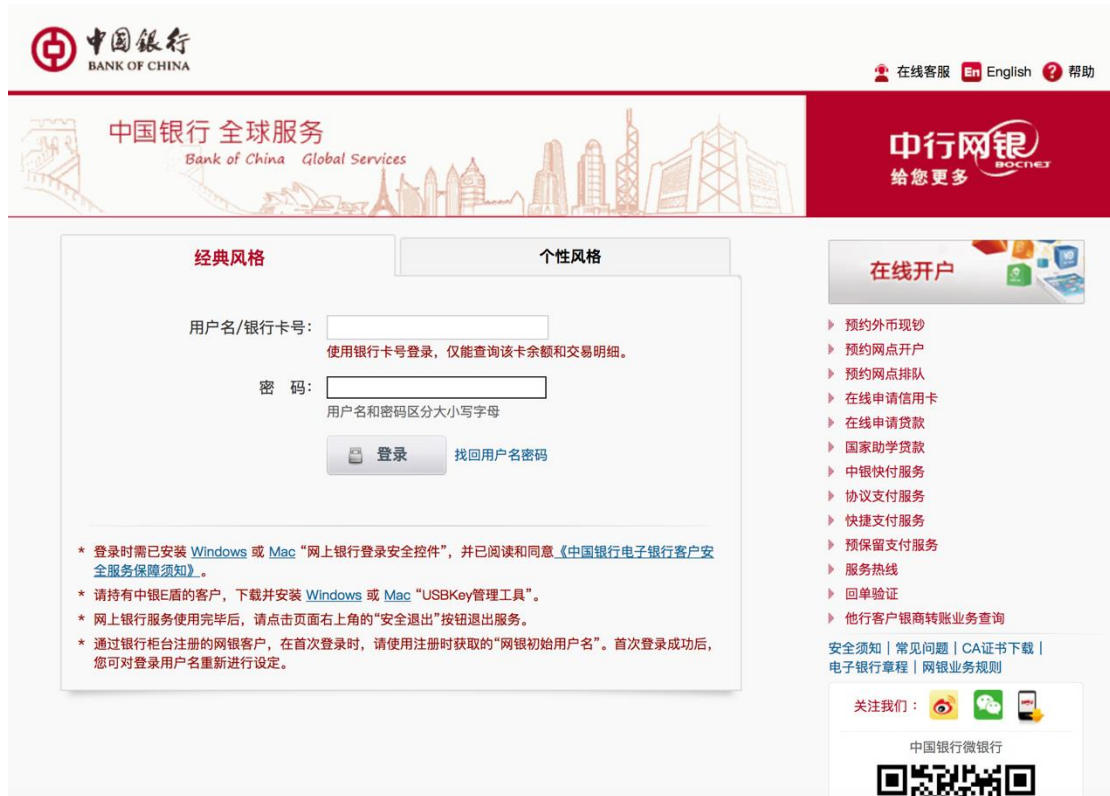 中国银行
BANK OF CHINA
在线客服 En English ? 帮助
中国银行 全球服务
Bank of China Global Services
中行网银
BOCNET
给您更多
经典风格
个性风格
用户名/银行卡号：
使用银行卡号登录，仅能查询该卡余额和交易明细。
密 码：
用户名和密码区分大小写字母
登录 找回用户名密码
* 登录时需已安装 Windows 或 Mac “网上银行登录安全控件”，并已阅读和同意《中国银行电子银行客户安
全服务保障须知》。
* 请持有中银E盾的客户，下载并安装 Windows 或 Mac “USBKey管理工具”。
* 网上银行服务使用完毕后，请点击页面右上角的“安全退出”按钮退出服务。
* 通过银行柜台注册的网银客户，在首次登录时，请使用注册时获取的“网银初始用户名”。首次登录成功后，
您可对登录用户名重新进行设定。
在线开户
预约外币现钞
预约网点开户
预约网点排队
在线申请信用卡
在线申请贷款
国家助学贷款
中银快付服务
协议支付服务
快捷支付服务
预保留支付服务
服务热线
回单验证
他行客户银商转账业务查询
安全须知 | 常见问题 | CA证书下载 |
电子银行章程 | 网银业务规则
关注我们：
中国银行微银行